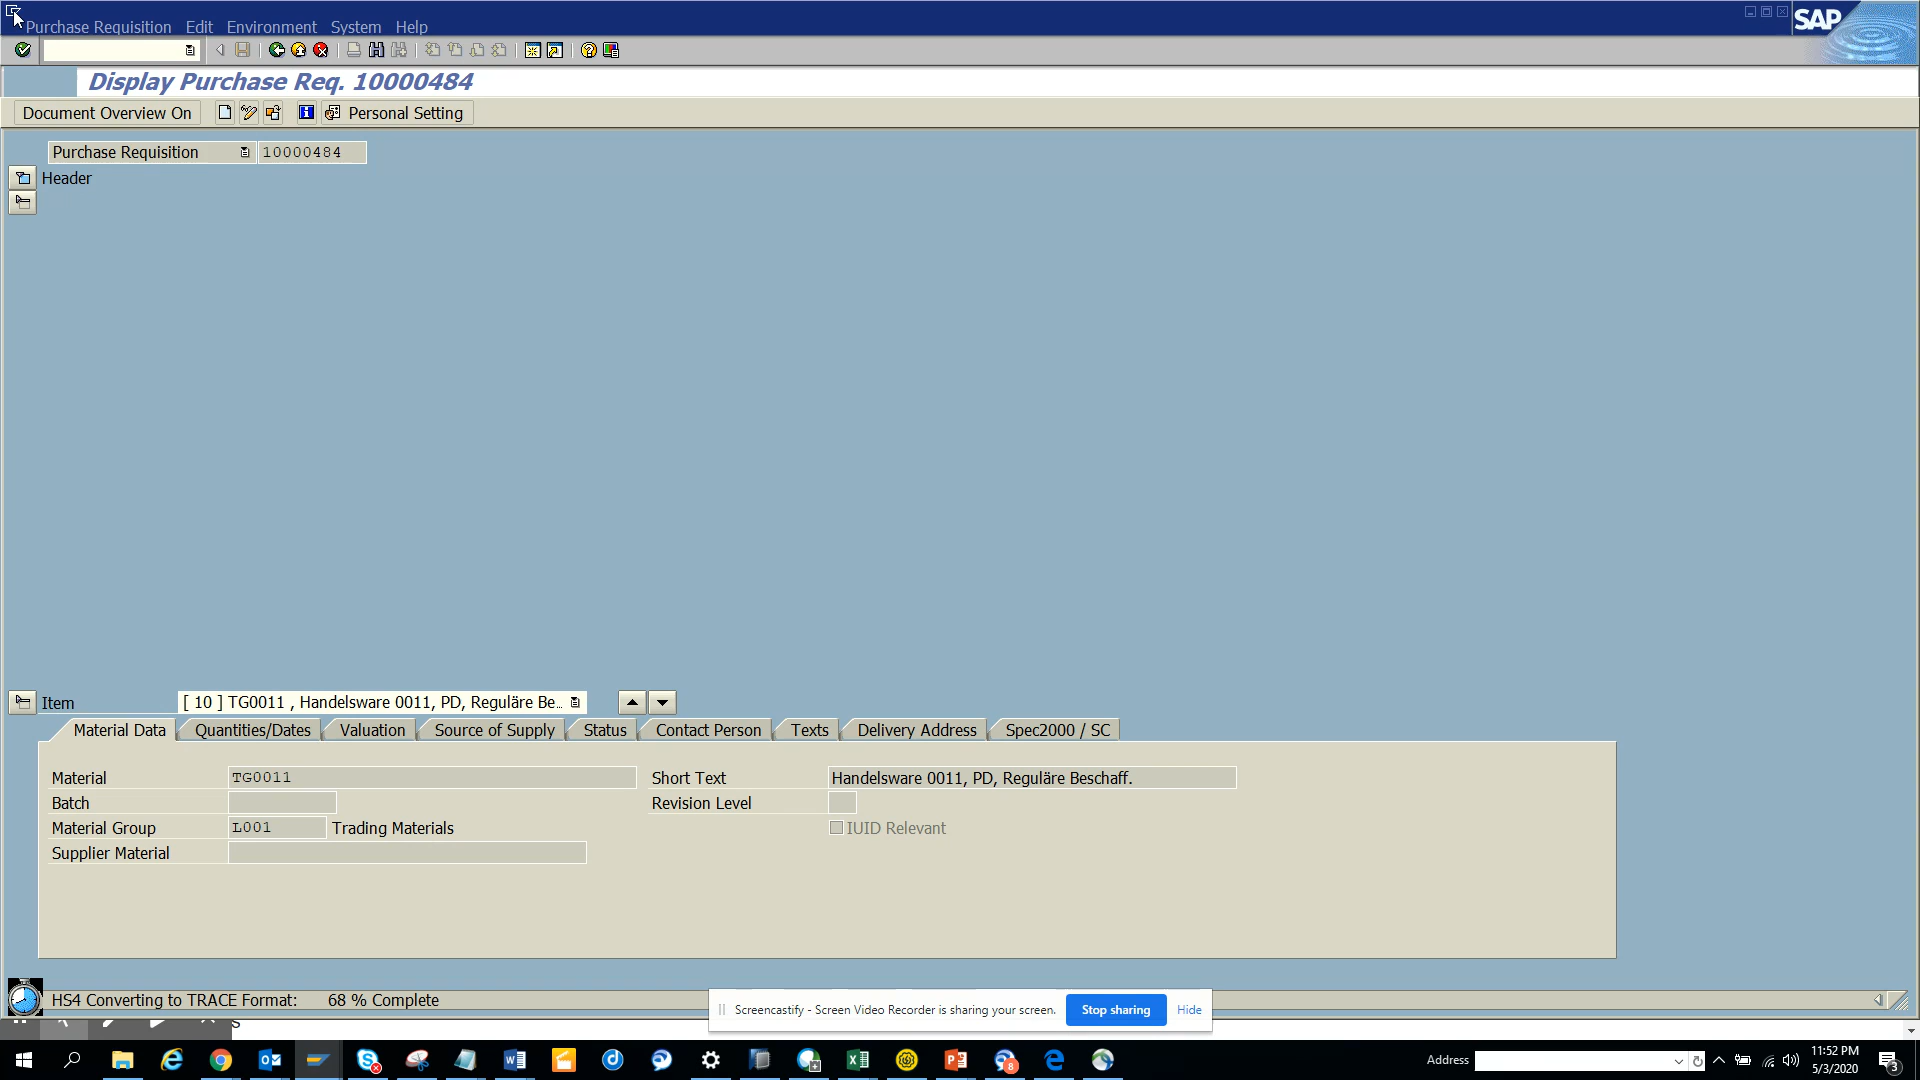 Purchase Requisition Edit Environment System Help
SAP
Display Purchase Req. 10000484
Document Overview On Personal Setting
Purchase Requisition 10000484
Header
Item [ 10 ] TG0011 , Handelsware 0011, PD, Reguläre Be...
Material Data Quantities/Dates Valuation Source of Supply Status Contact Person Texts Delivery Address Spec2000 / SC
Material TG0011 Short Text Handelsware 0011, PD, Reguläre Beschaff.
Batch Revision Level
Material Group L001 Trading Materials IUID Relevant
Supplier Material
HS4 Converting to TRACE Format: 68 % Complete
Screencastify - Screen Video Recorder is sharing your screen. Stop sharing Hide
Address 11:52 PM
5/3/2020
8
3